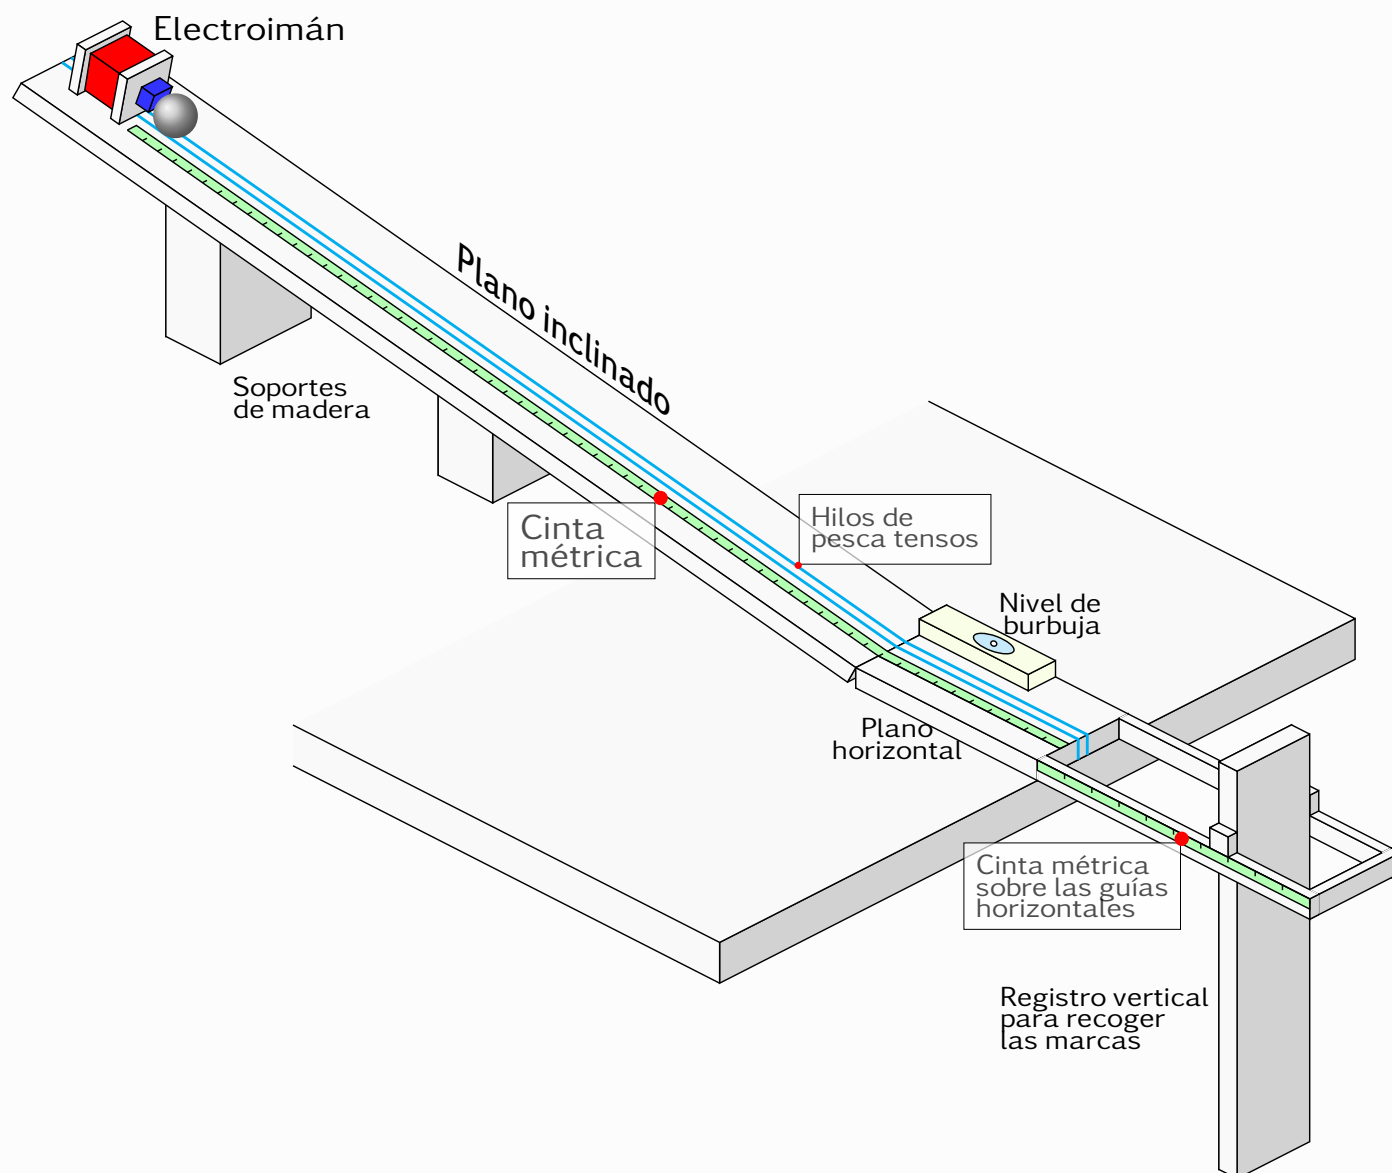 Electroimán
Plano inclinado
Soportes
de madera
Cinta
métrica
Hilos de
pesca tensos
Nivel de
burbuja
Plano
horizontal
Cinta métrica
sobre las guías
horizontales
Registro vertical
para recoger
las marcas